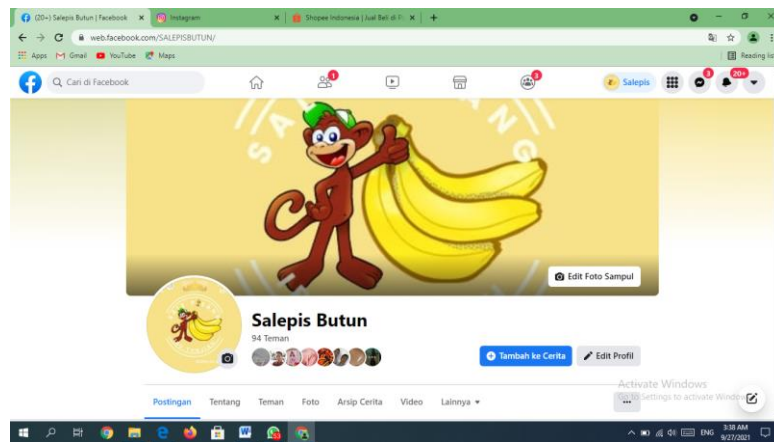 (20+) Salepis Butun | Facebook
Instagram
Shopee Indonesia | Jual Beli di
web.facebook.com/SALEPISBUTUN/
Apps
Gmail
YouTube
Maps
Reading list
Cari di Facebook
1
3
Salepis
3
20+
Edit Foto Sampul
Salepis Butun
94 Teman
Tambah ke Cerita
Edit Profil
Postingan
Tentang
Teman
Foto
Arsip Cerita
Video
Lainnya
Activate Windows
Go to Settings to activate Windows
ENG
3:38 AM
9/27/2021